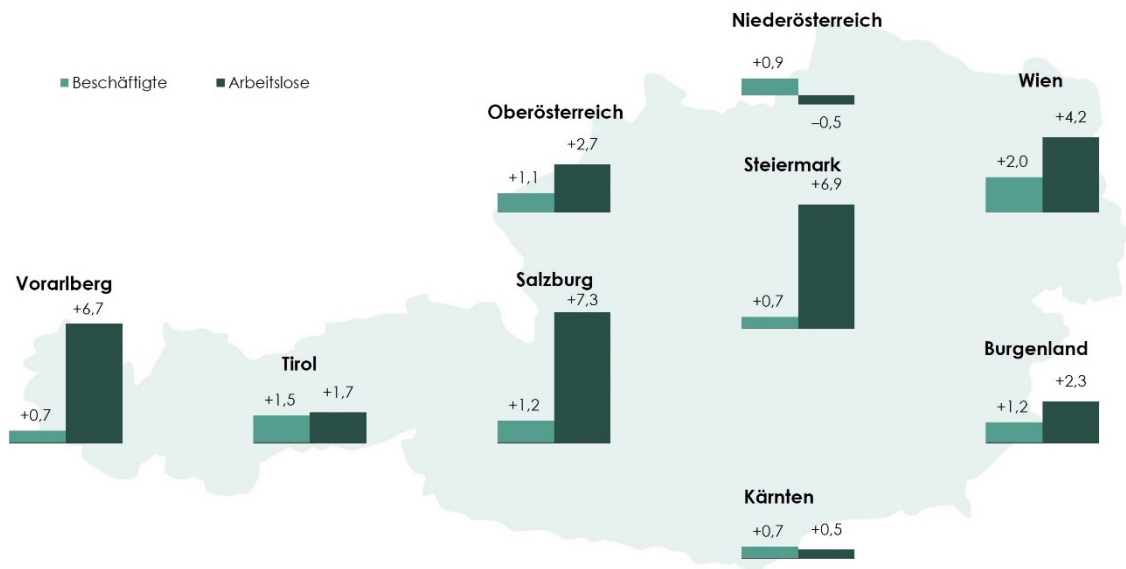 Beschäftigte
Arbeitslose
Niederösterreich
+0,9
–0,5
Wien
+2,0
+4,2
Oberösterreich
+1,1
+2,7
Steiermark
+0,7
+6,9
Vorarlberg
+0,7
+6,7
Tirol
+1,5
+1,7
Salzburg
+1,2
+7,3
Burgenland
+1,2
+2,3
Kärnten
+0,7
+0,5